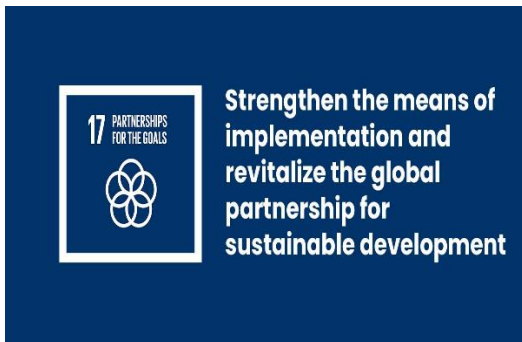 17 PARTNERSHIPS
FOR THE GOALS
Strengthen the means of
implementation and
revitalize the global
partnership for
sustainable development